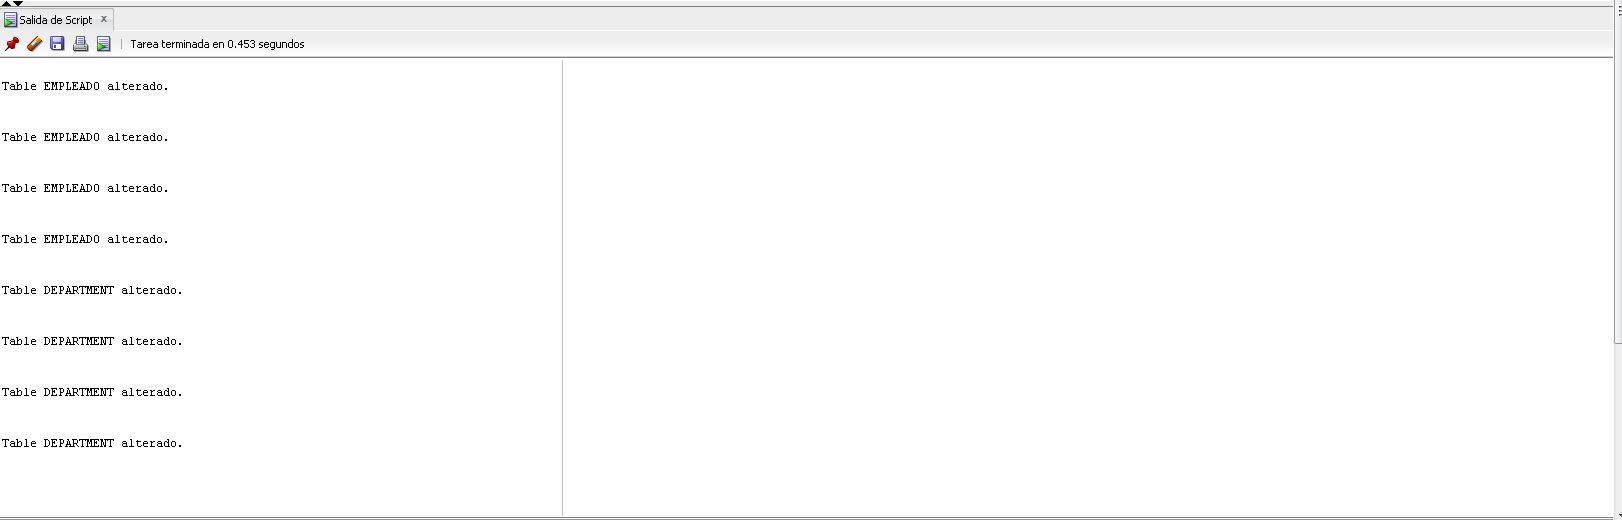 Salida de Script x
Tarea terminada en 0.453 segundos
Table EMPLEADO alterado.
Table EMPLEADO alterado.
Table EMPLEADO alterado.
Table EMPLEADO alterado.
Table DEPARTMENT alterado.
Table DEPARTMENT alterado.
Table DEPARTMENT alterado.
Table DEPARTMENT alterado.